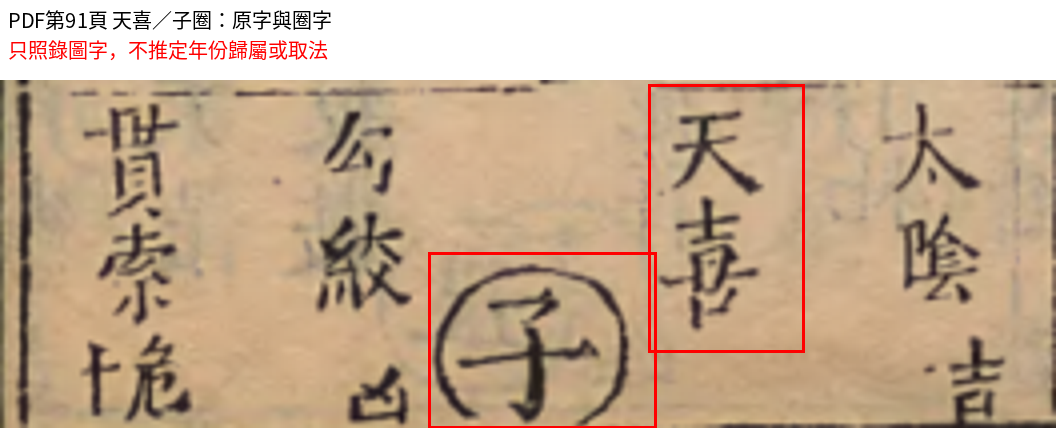 PDF第91頁 天喜／子圈：原字與圈字
只照錄圖字，不推定年份歸屬或取法
太陰 吉
天喜
子
勾絞 凶
貫索